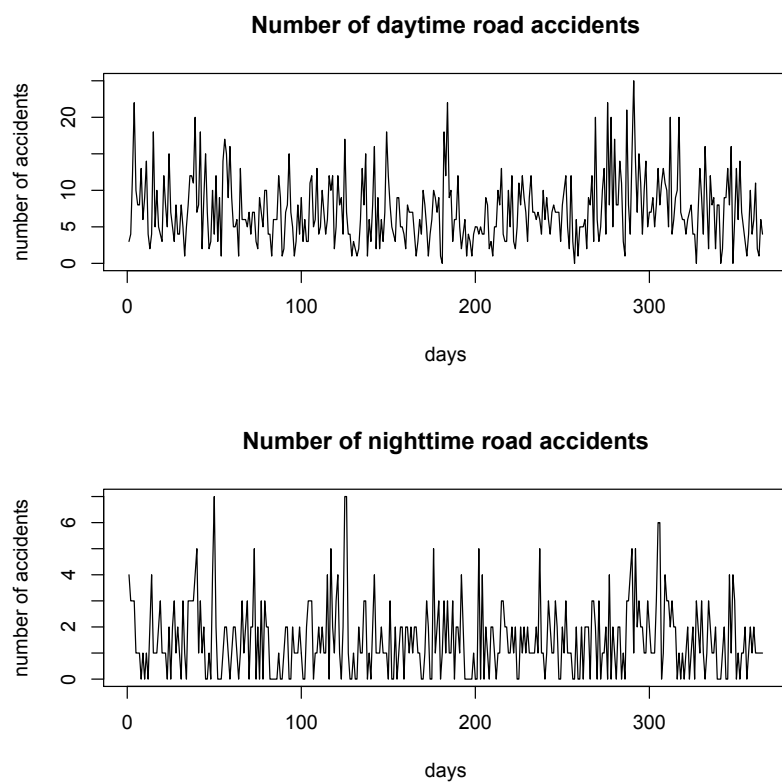 Number of daytime road accidents
number of accidents
20
10
5
0
0
100
200
300
days
Number of nighttime road accidents
number of accidents
6
4
2
0
0
100
200
300
days